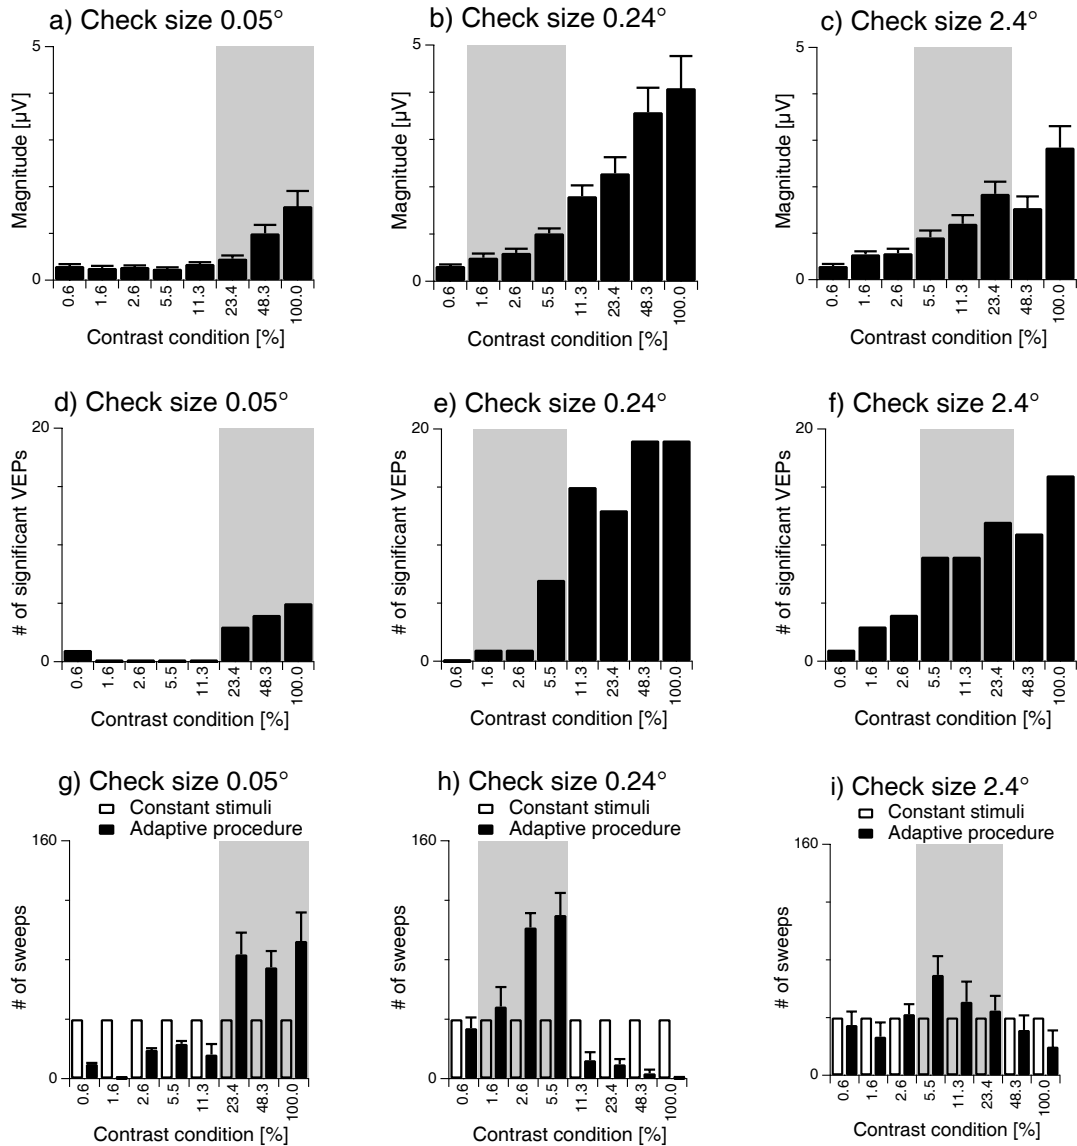 a) Check size 0.05°
5
Magnitude [µV]
0
0.6 1.6 2.6 5.5 11.3 23.4 48.3 100.0
Contrast condition [%]
b) Check size 0.24°
5
Magnitude [µV]
0
0.6 1.6 2.6 5.5 11.3 23.4 48.3 100.0
Contrast condition [%]
c) Check size 2.4°
5
Magnitude [µV]
0
0.6 1.6 2.6 5.5 11.3 23.4 48.3 100.0
Contrast condition [%]
d) Check size 0.05°
20
# of significant VEPs
0
0.6 1.6 2.6 5.5 11.3 23.4 48.3 100.0
Contrast condition [%]
e) Check size 0.24°
20
# of significant VEPs
0
0.6 1.6 2.6 5.5 11.3 23.4 48.3 100.0
Contrast condition [%]
f) Check size 2.4°
20
# of significant VEPs
0
0.6 1.6 2.6 5.5 11.3 23.4 48.3 100.0
Contrast condition [%]
g) Check size 0.05°
Constant stimuli
Adaptive procedure
160
# of sweeps
0
0.6 1.6 2.6 5.5 11.3 23.4 48.3 100.0
Contrast condition [%]
h) Check size 0.24°
Constant stimuli
Adaptive procedure
160
# of sweeps
0
0.6 1.6 2.6 5.5 11.3 23.4 48.3 100.0
Contrast condition [%]
i) Check size 2.4°
Constant stimuli
Adaptive procedure
160
# of sweeps
0
0.6 1.6 2.6 5.5 11.3 23.4 48.3 100.0
Contrast condition [%]